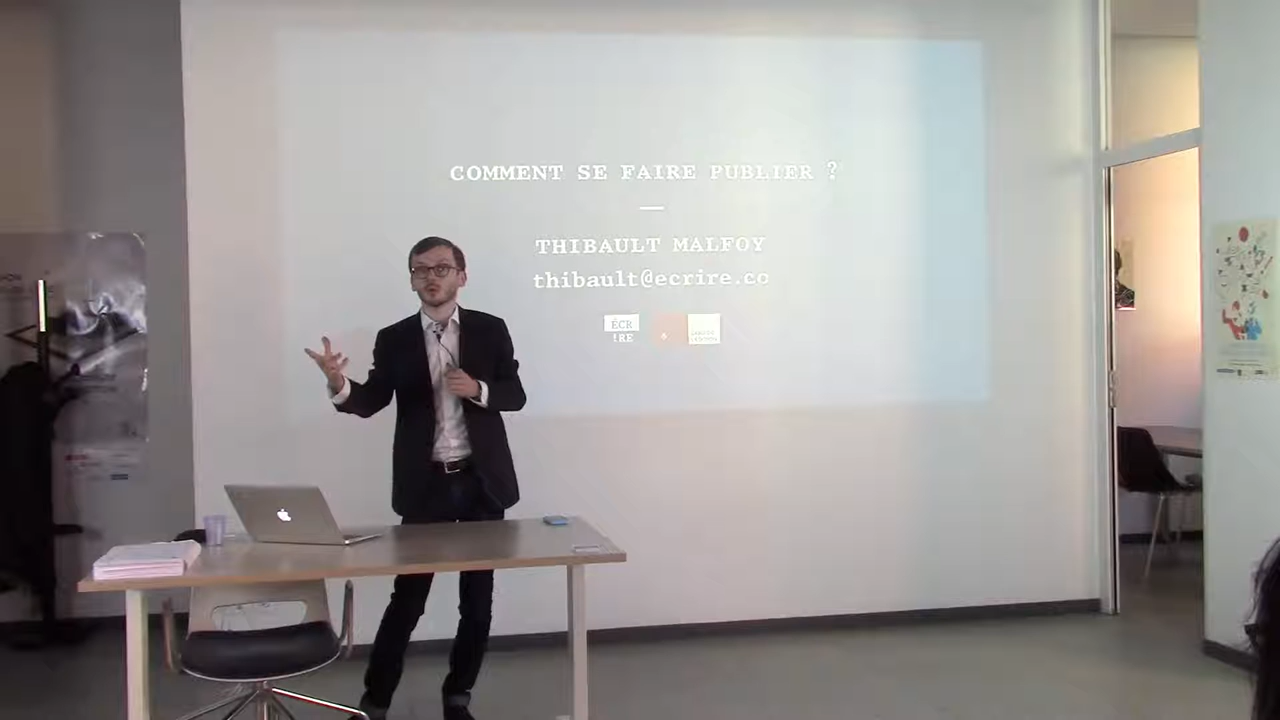 COMMENT SE FAIRE PUBLIER ?
THIBAULT MALFOY
thibault@ecrire.co
ÉCR
IRE